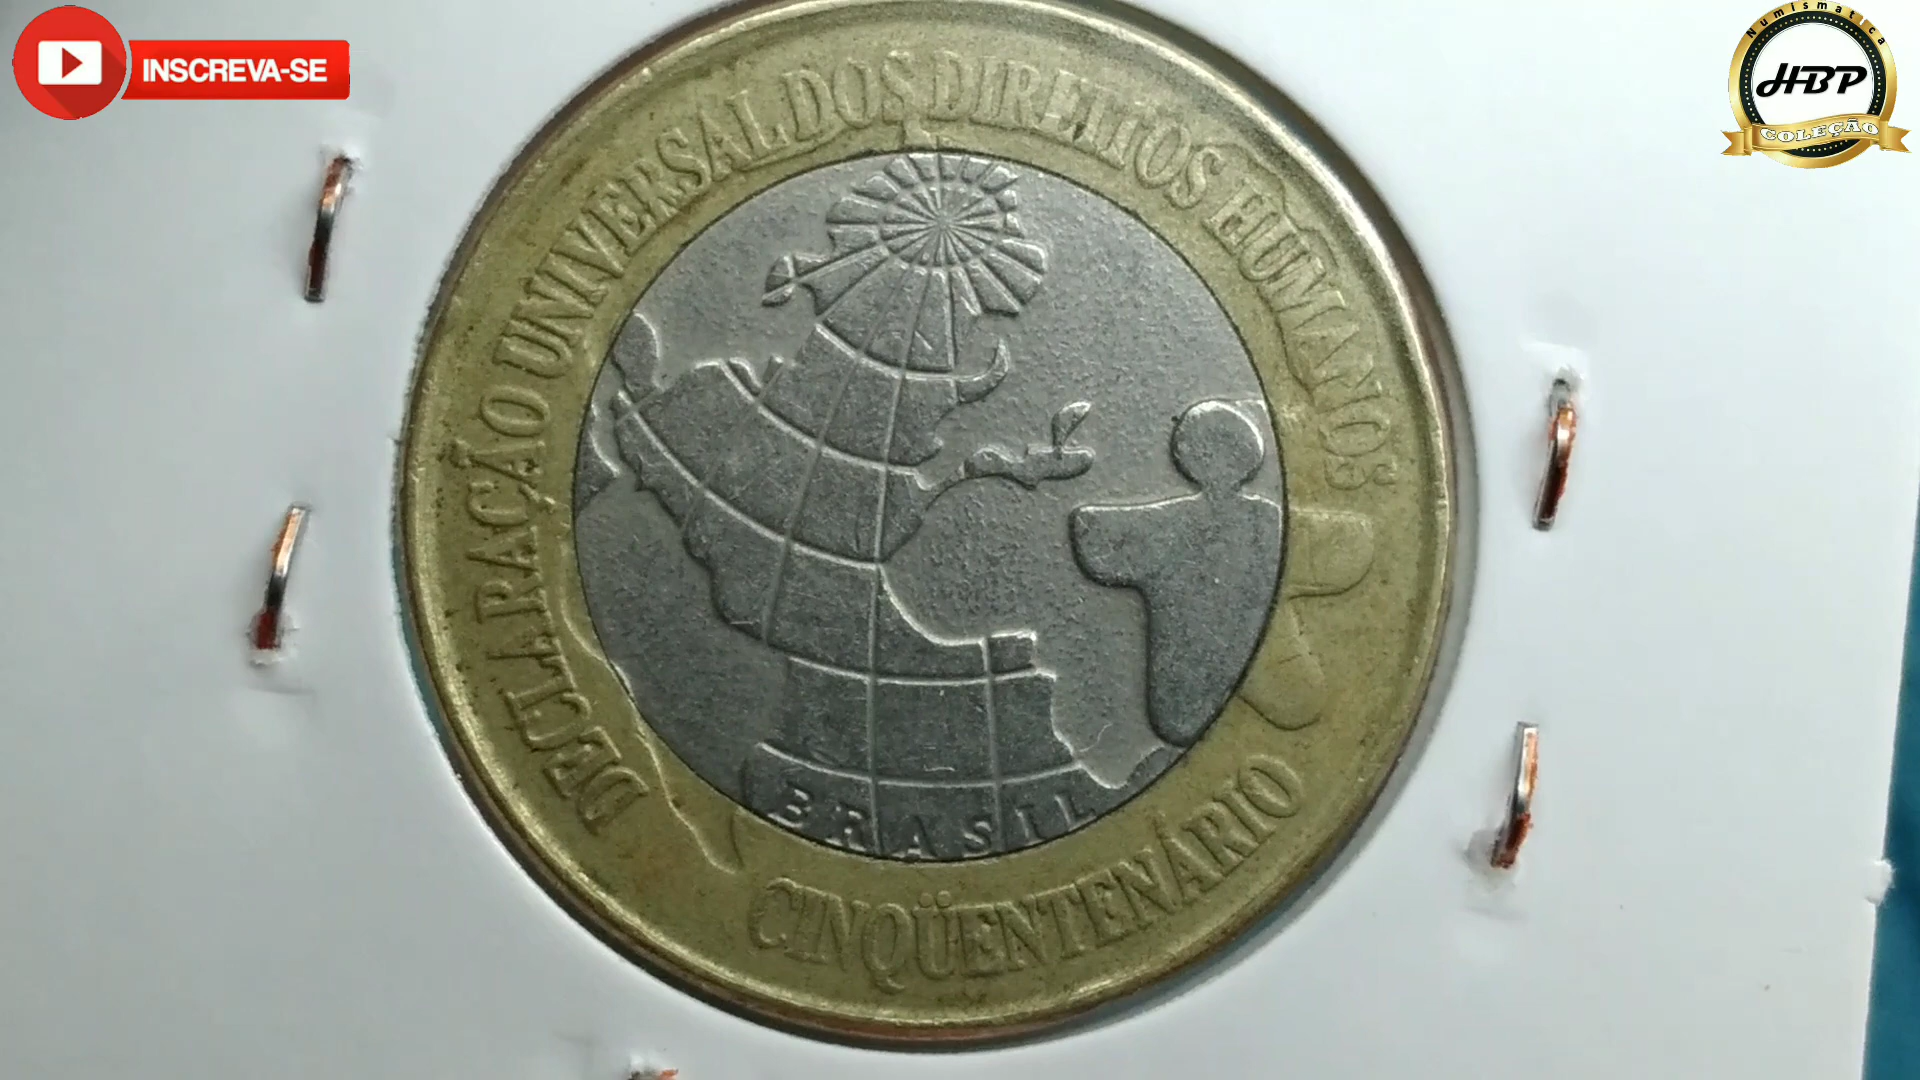 INSCREVA-SE
Numismatica
HBP
COLEÇÃO
DECLARAÇÃO UNIVERSAL DOS DIREITOS HUMANOS
BRASIL
CINQÜENTENÁRIO